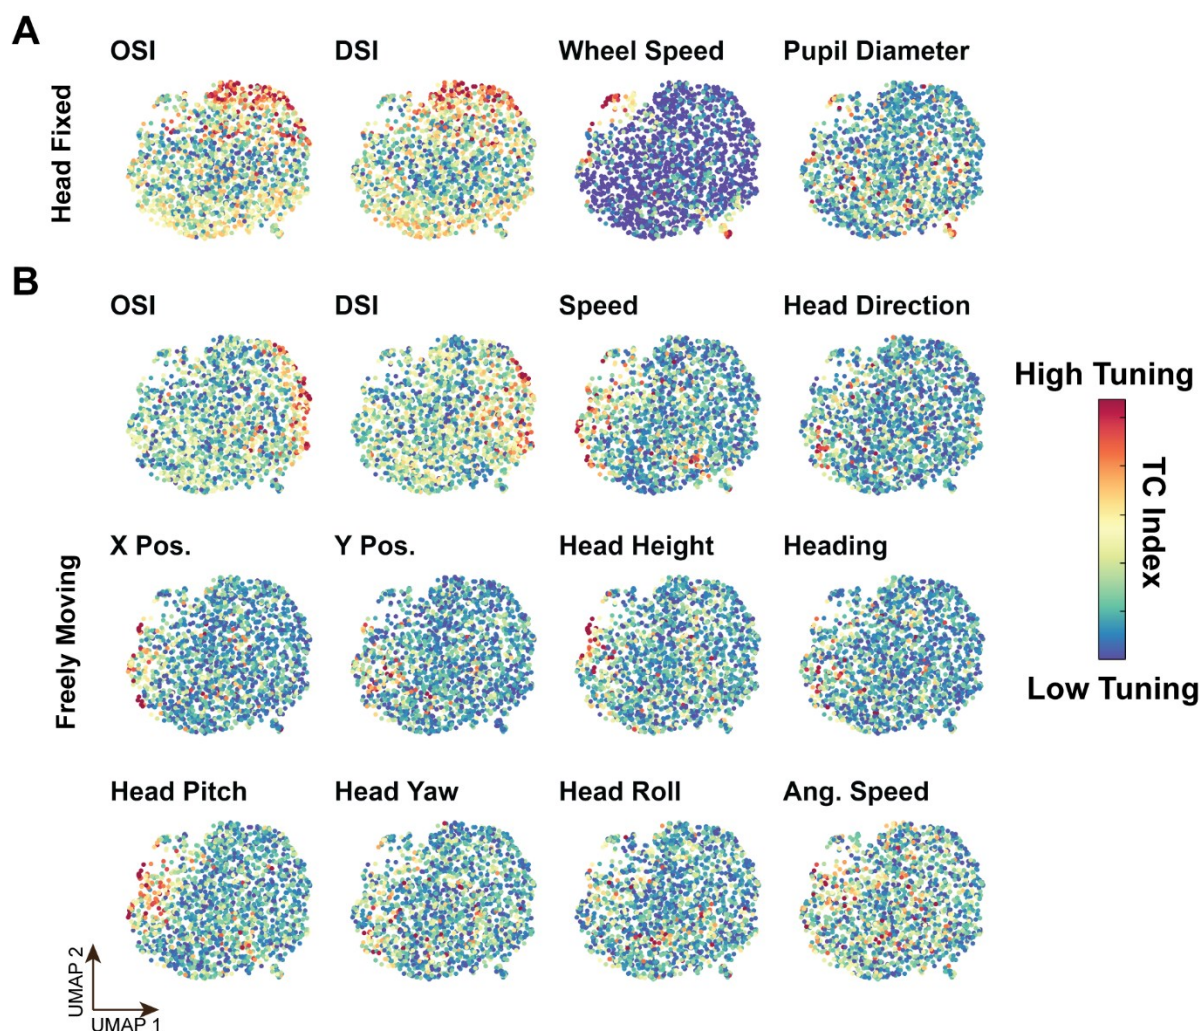 A
Head Fixed
OSI
DSI
Wheel Speed
Pupil Diameter
B
Freely Moving
OSI
DSI
Speed
Head Direction
X Pos.
Y Pos.
Head Height
Heading
Head Pitch
Head Yaw
Head Roll
Ang. Speed
High Tuning
TC Index
Low Tuning
UMAP 2
UMAP 1